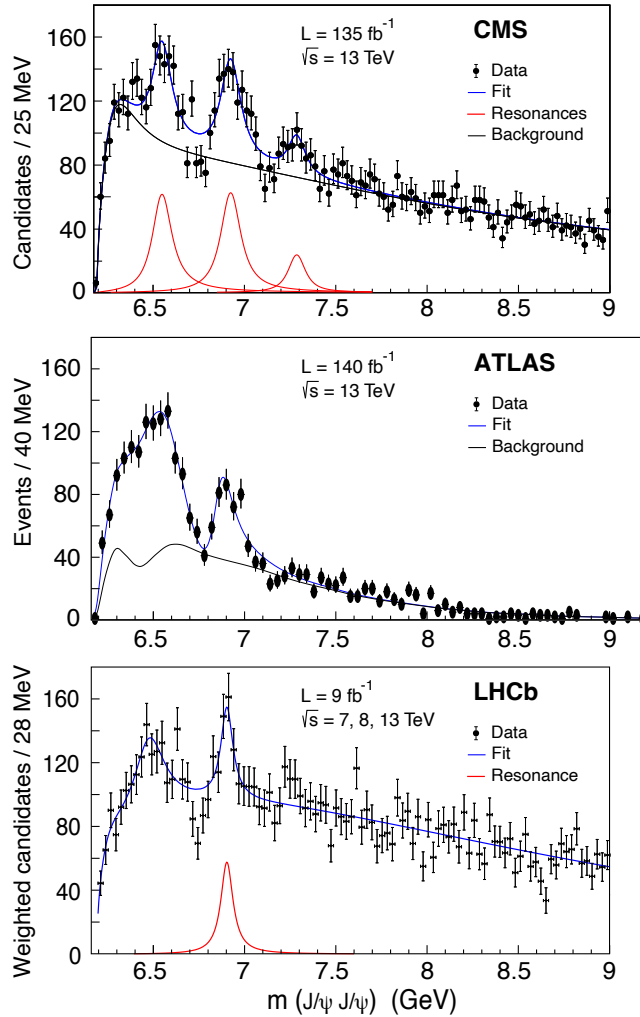 160
120
80
40
0
Candidates / 25 MeV
L = 135 fb⁻¹
√s = 13 TeV
CMS
Data
Fit
Resonances
Background
6.5 7 7.5 8 8.5 9
160
120
80
40
0
Events / 40 MeV
L = 140 fb⁻¹
√s = 13 TeV
ATLAS
Data
Fit
Background
6.5 7 7.5 8 8.5 9
160
120
80
40
0
Weighted candidates / 28 MeV
L = 9 fb⁻¹
√s = 7, 8, 13 TeV
LHCb
Data
Fit
Resonance
6.5 7 7.5 8 8.5 9
m (J/ψ J/ψ) (GeV)